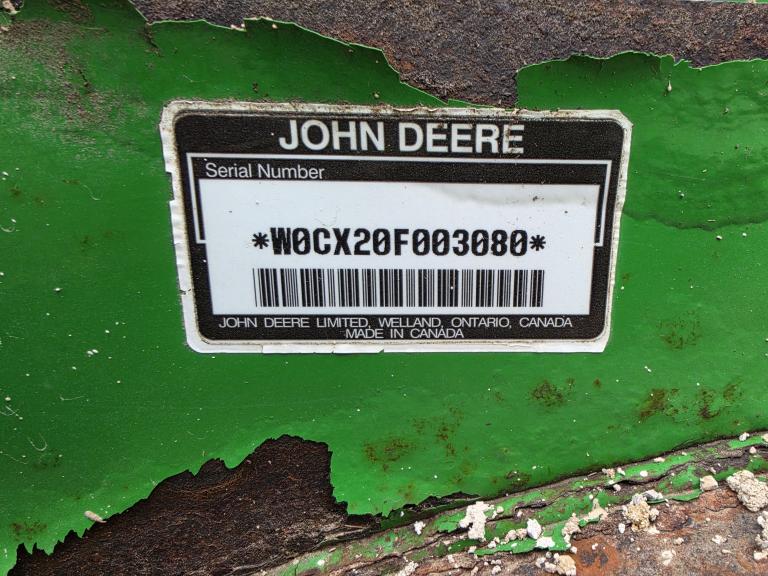 JOHN DEERE
Serial Number
*W0CX20F003080*
JOHN DEERE LIMITED, WELLAND, ONTARIO, CANADA
MADE IN CANADA